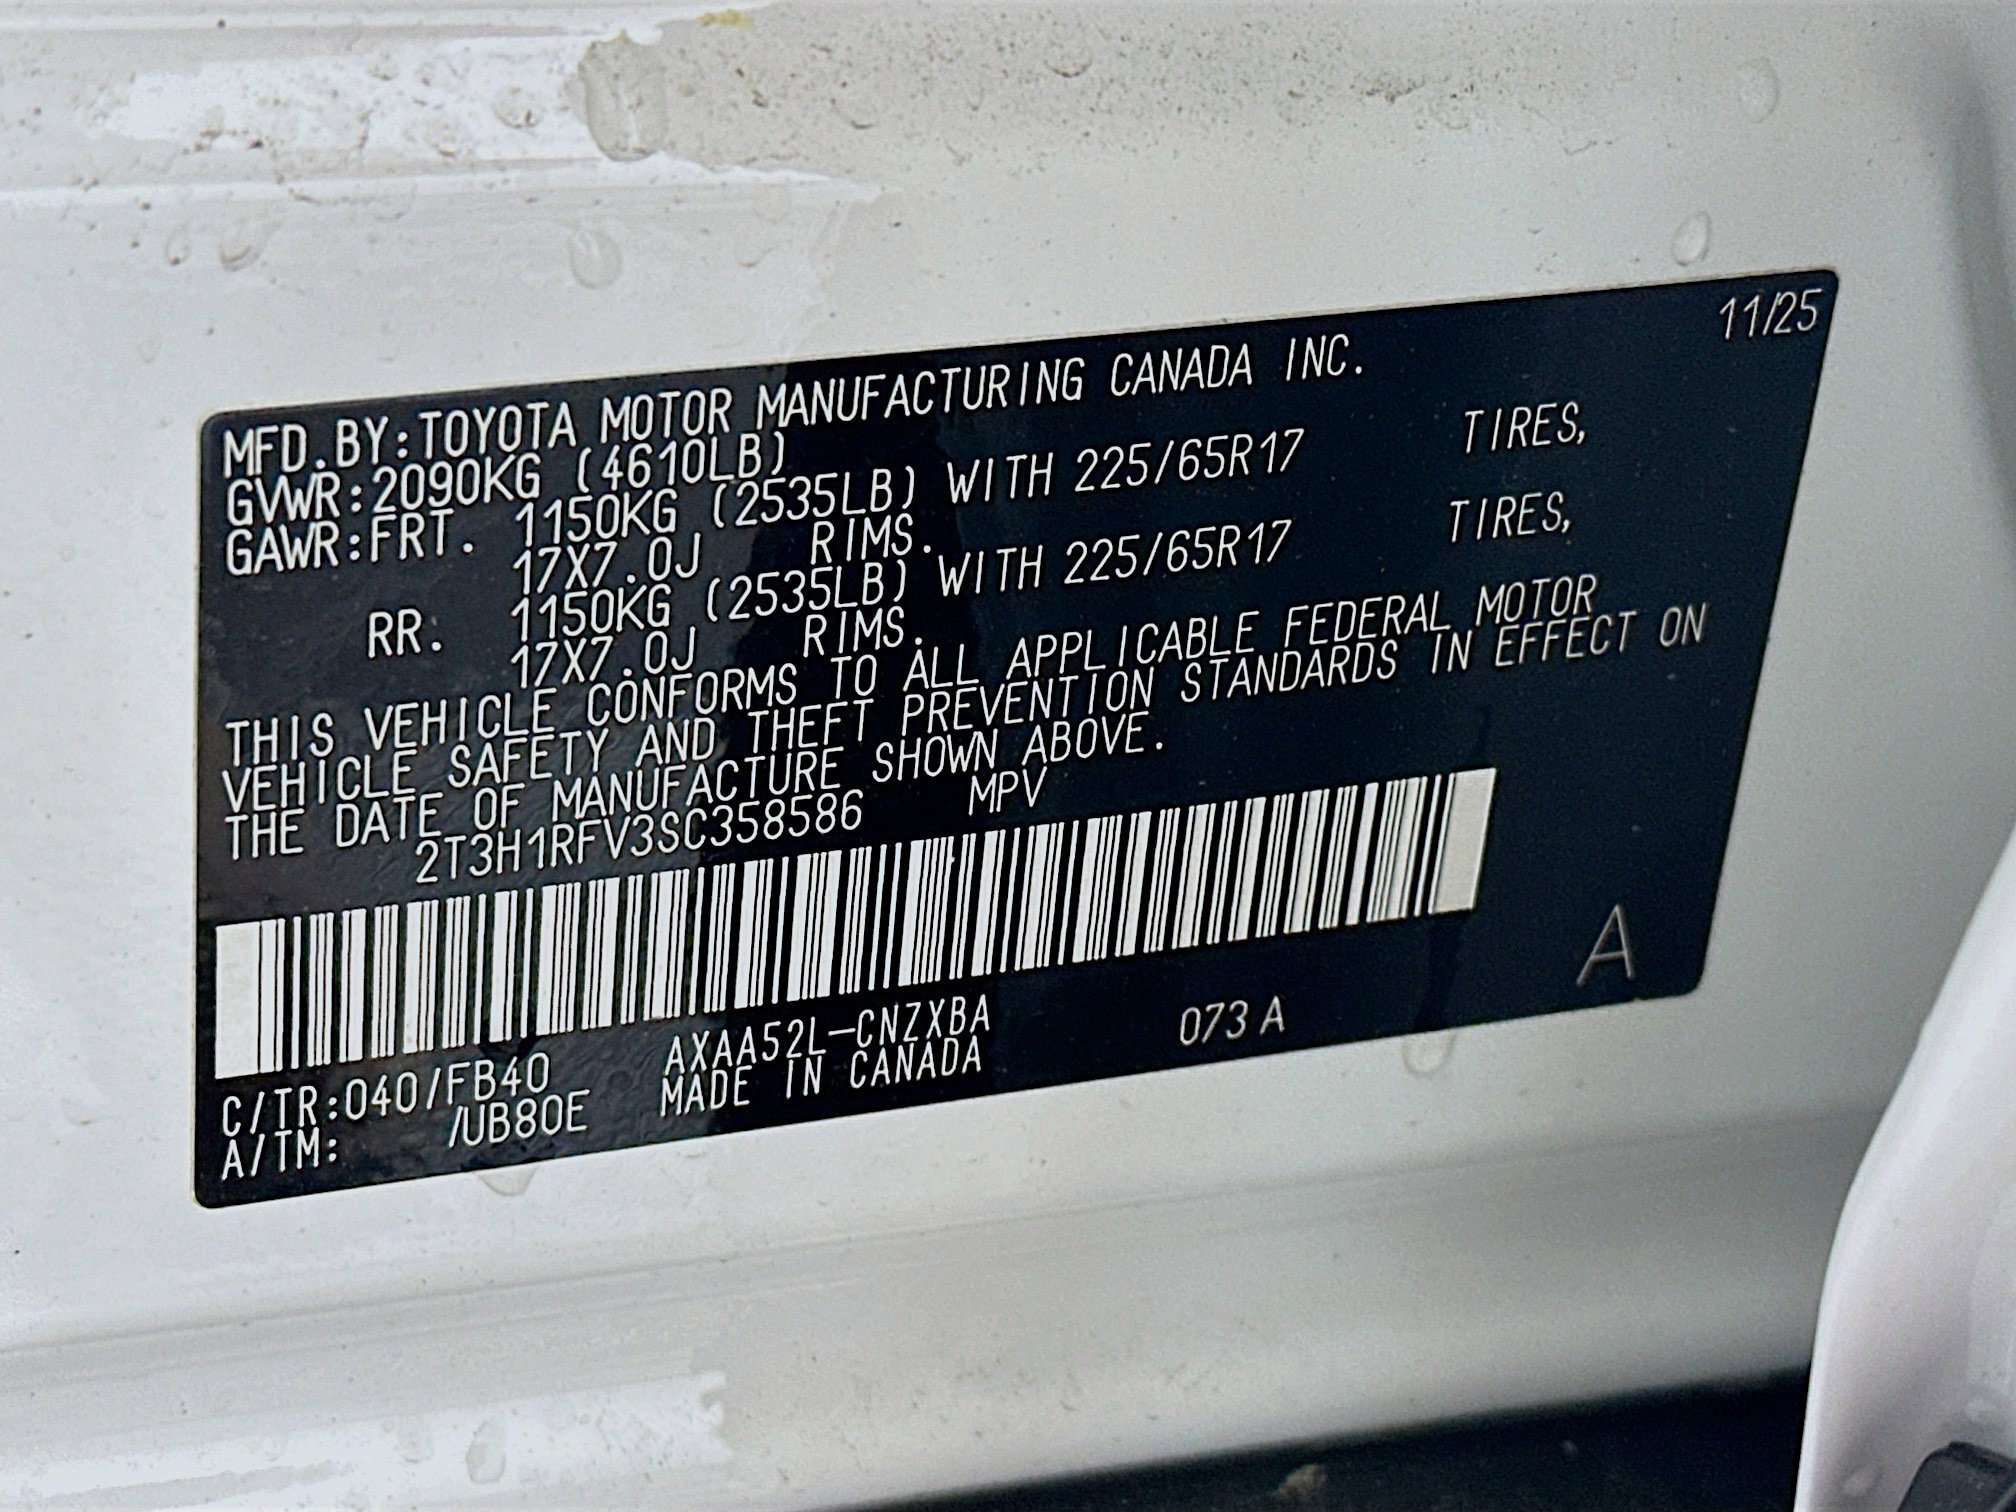 11/25
MFD.BY:TOYOTA MOTOR MANUFACTURING CANADA INC.
GVWR:2090KG (4610LB)
GAWR:FRT. 1150KG (2535LB) WITH 225/65R17 TIRES,
17X7.0J RIMS.
RR. 1150KG (2535LB) WITH 225/65R17 TIRES,
17X7.0J RIMS.
THIS VEHICLE CONFORMS TO ALL APPLICABLE FEDERAL MOTOR
VEHICLE SAFETY AND THEFT PREVENTION STANDARDS IN EFFECT ON
THE DATE OF MANUFACTURE SHOWN ABOVE.
2T3H1RFV3SC358586 MPV
C/TR:040/FB40 AXAA52L-CNZXBA 073 A A
A/TM: /UB80E MADE IN CANADA